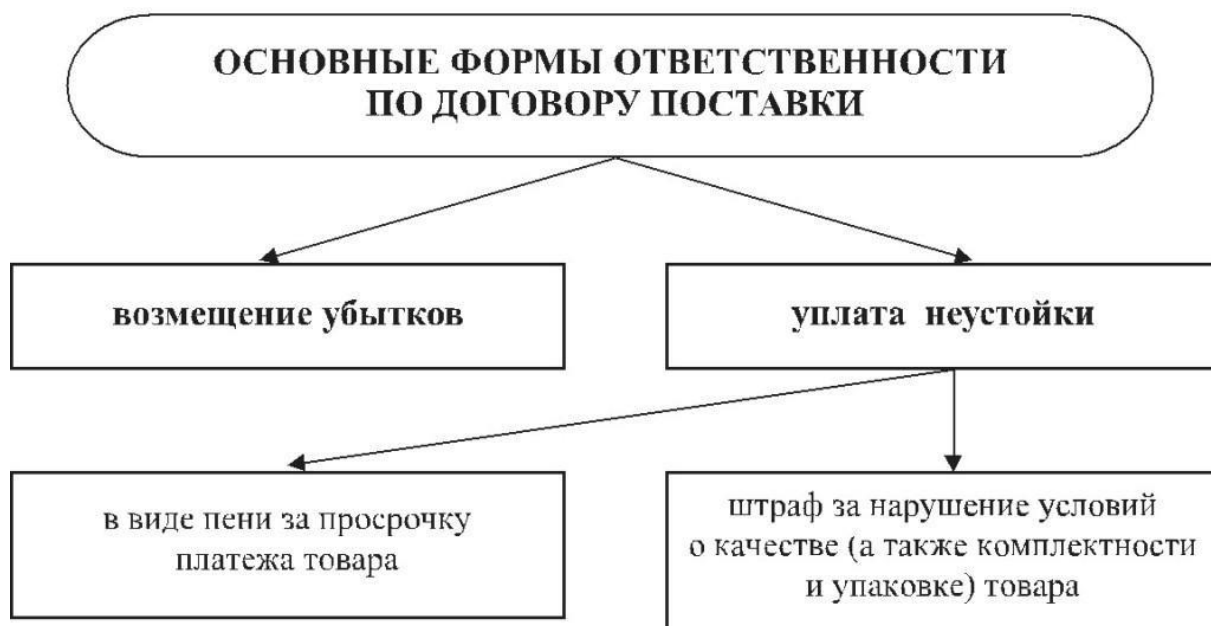 ОСНОВНЫЕ ФОРМЫ ОТВЕТСТВЕННОСТИ
ПО ДОГОВОРУ ПОСТАВКИ
возмещение убытков
уплата неустойки
в виде пени за просрочку
платежа товара
штраф за нарушение условий
о качестве (а также комплектности
и упаковке) товара